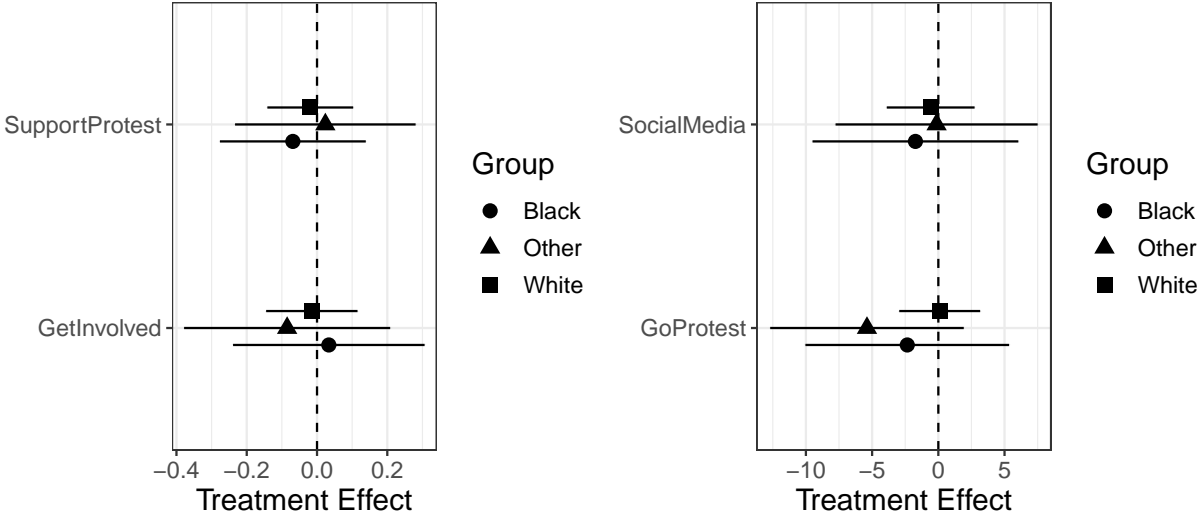 SupportProtest
GetInvolved
−0.4 −0.2 0.0 0.2
Treatment Effect
Group
Black
Other
White
SocialMedia
GoProtest
−10 −5 0 5
Treatment Effect
Group
Black
Other
White